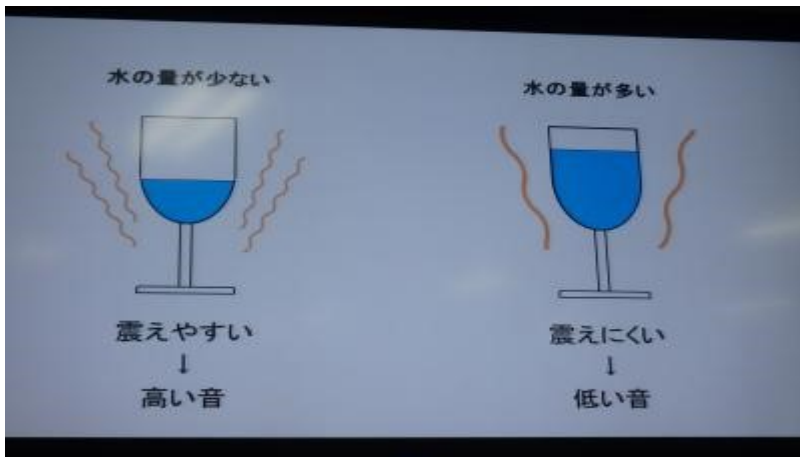 水の量が少ない
震えやすい
↓
高い音
水の量が多い
震えにくい
↓
低い音